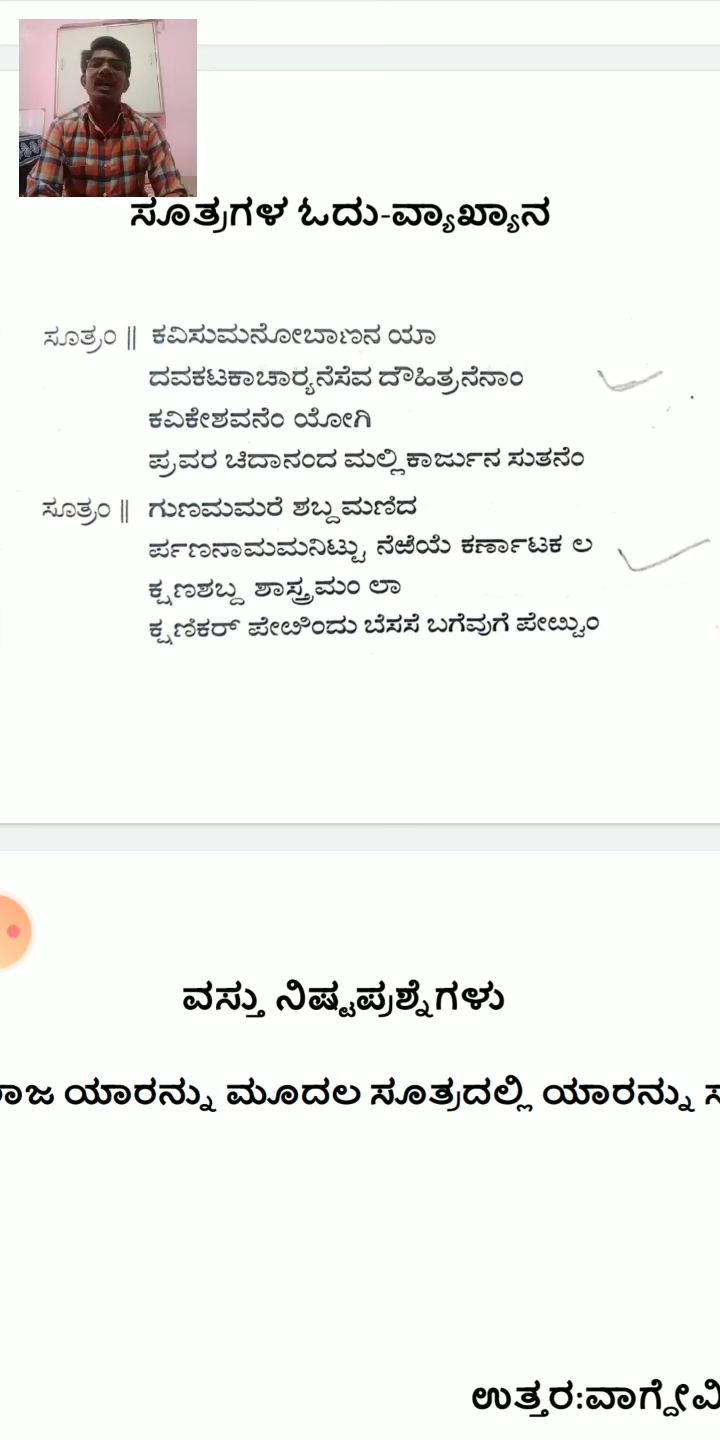 ಸೂತ್ರಗಳ ಓದು-ವ್ಯಾಖ್ಯಾನ
ಸೂತ್ರಂ || ಕವಿಸುಮನೋಬಾಣನ ಯಾ
ದವಕಟಕಾಚಾರ‍್ಯನೆಸೆವ ದೌಹಿತ್ರನೆನಾಂ
ಕವಿಕೇಶವನೆಂ ಯೋಗಿ
ಪ್ರವರ ಚಿದಾನಂದ ಮಲ್ಲಿಕಾರ್ಜುನ ಸುತನೆಂ
ಸೂತ್ರಂ || ಗುಣಮಮರೆ ಶಬ್ದಮಣಿದ
ರ್ಪಣನಾಮಮನಿಟ್ಟು ನೆಱೆಯೆ ಕರ್ಣಾಟಕ ಲ
ಕ್ಷಣಶಬ್ದ ಶಾಸ್ತ್ರಮಂ ಲಾ
ಕ್ಷಣಿಕರ್ ಪೇೞಿಂದು ಬೆಸಸೆ ಬಗೆವುಗೆ ಪೇೞ್ದುಂ
ವಸ್ತು ನಿಷ್ಟಪ್ರಶ್ನೆಗಳು
ಯಾರನ್ನು ಮೂದಲ ಸೂತ್ರದಲ್ಲಿ ಯಾರನ್ನು
ಉತ್ತರ:ವಾಗ್ದೇವಿ